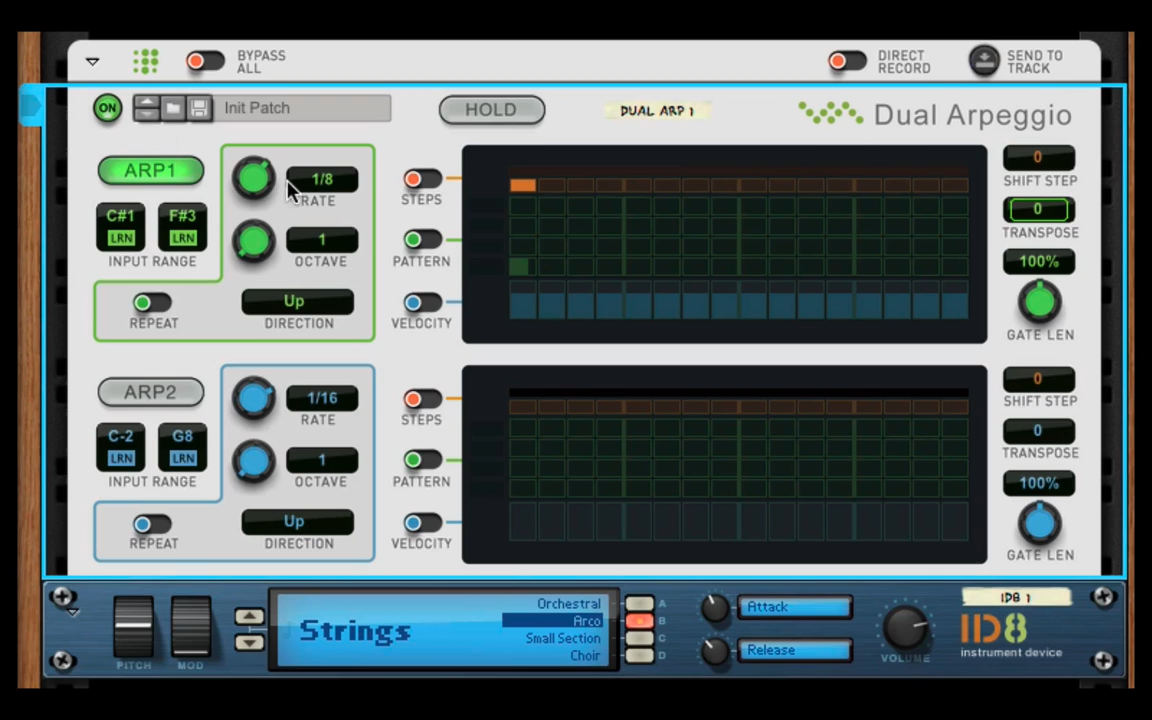 BYPASS ALL
DIRECT RECORD
SEND TO TRACK
ON
Init Patch
HOLD
DUAL ARP 1
Dual Arpeggio
ARP1
C#1
F#3
LRN
LRN
INPUT RANGE
REPEAT
1/8
RATE
1
OCTAVE
Up
DIRECTION
STEPS
PATTERN
VELOCITY
0
SHIFT STEP
0
TRANSPOSE
100%
GATE LEN
ARP2
C-2
G8
LRN
LRN
INPUT RANGE
REPEAT
1/16
RATE
1
OCTAVE
Up
DIRECTION
STEPS
PATTERN
VELOCITY
0
SHIFT STEP
0
TRANSPOSE
100%
GATE LEN
PITCH
MOD
Strings
Orchestral
Arco
Small Section
Choir
A
B
C
D
Attack
Release
VOLUME
ID8 1
ID8
instrument device